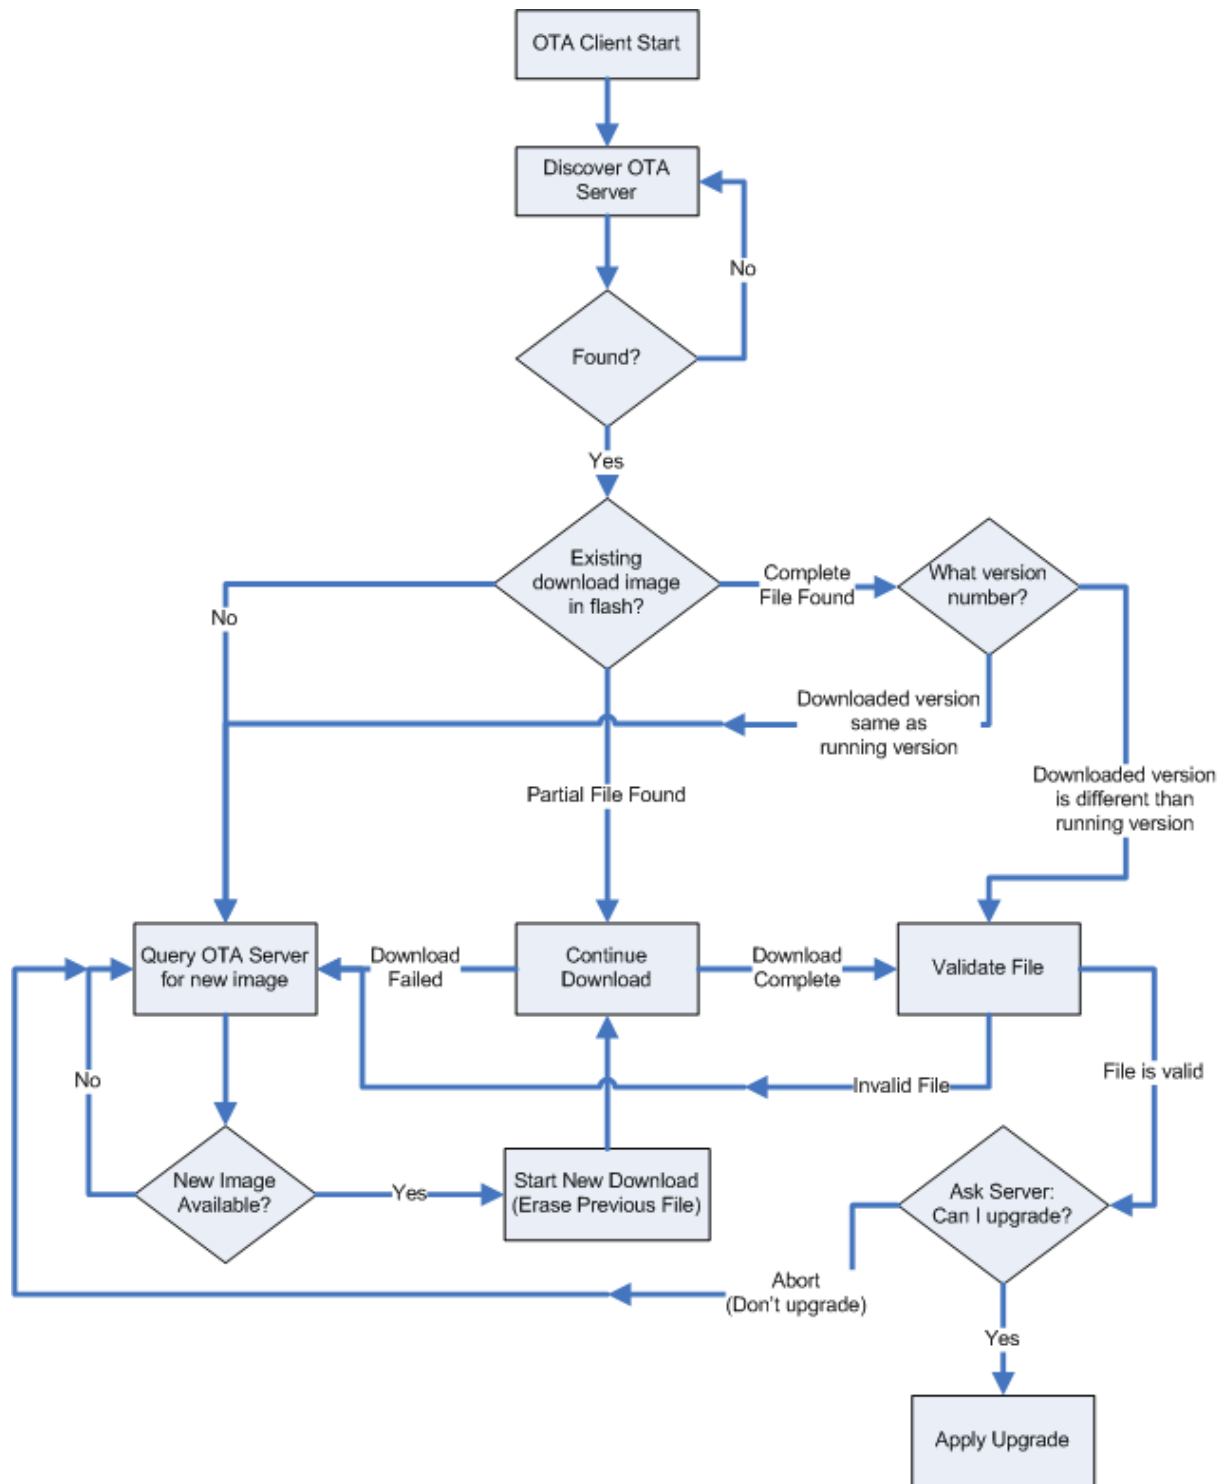 OTA Client Start
Discover OTA
Server
No
Found?
Yes
Existing
download image
in flash?
Complete
File Found
What version
number?
No
Downloaded version
same as
running version
Downloaded version
is different than
running version
Partial File Found
Query OTA Server
for new image
Download
Failed
Continue
Download
Download
Complete
Validate File
No
Invalid File
File is valid
New Image
Available?
Yes
Start New Download
(Erase Previous File)
Ask Server:
Can I upgrade?
Abort
(Don't upgrade)
Yes
Apply Upgrade